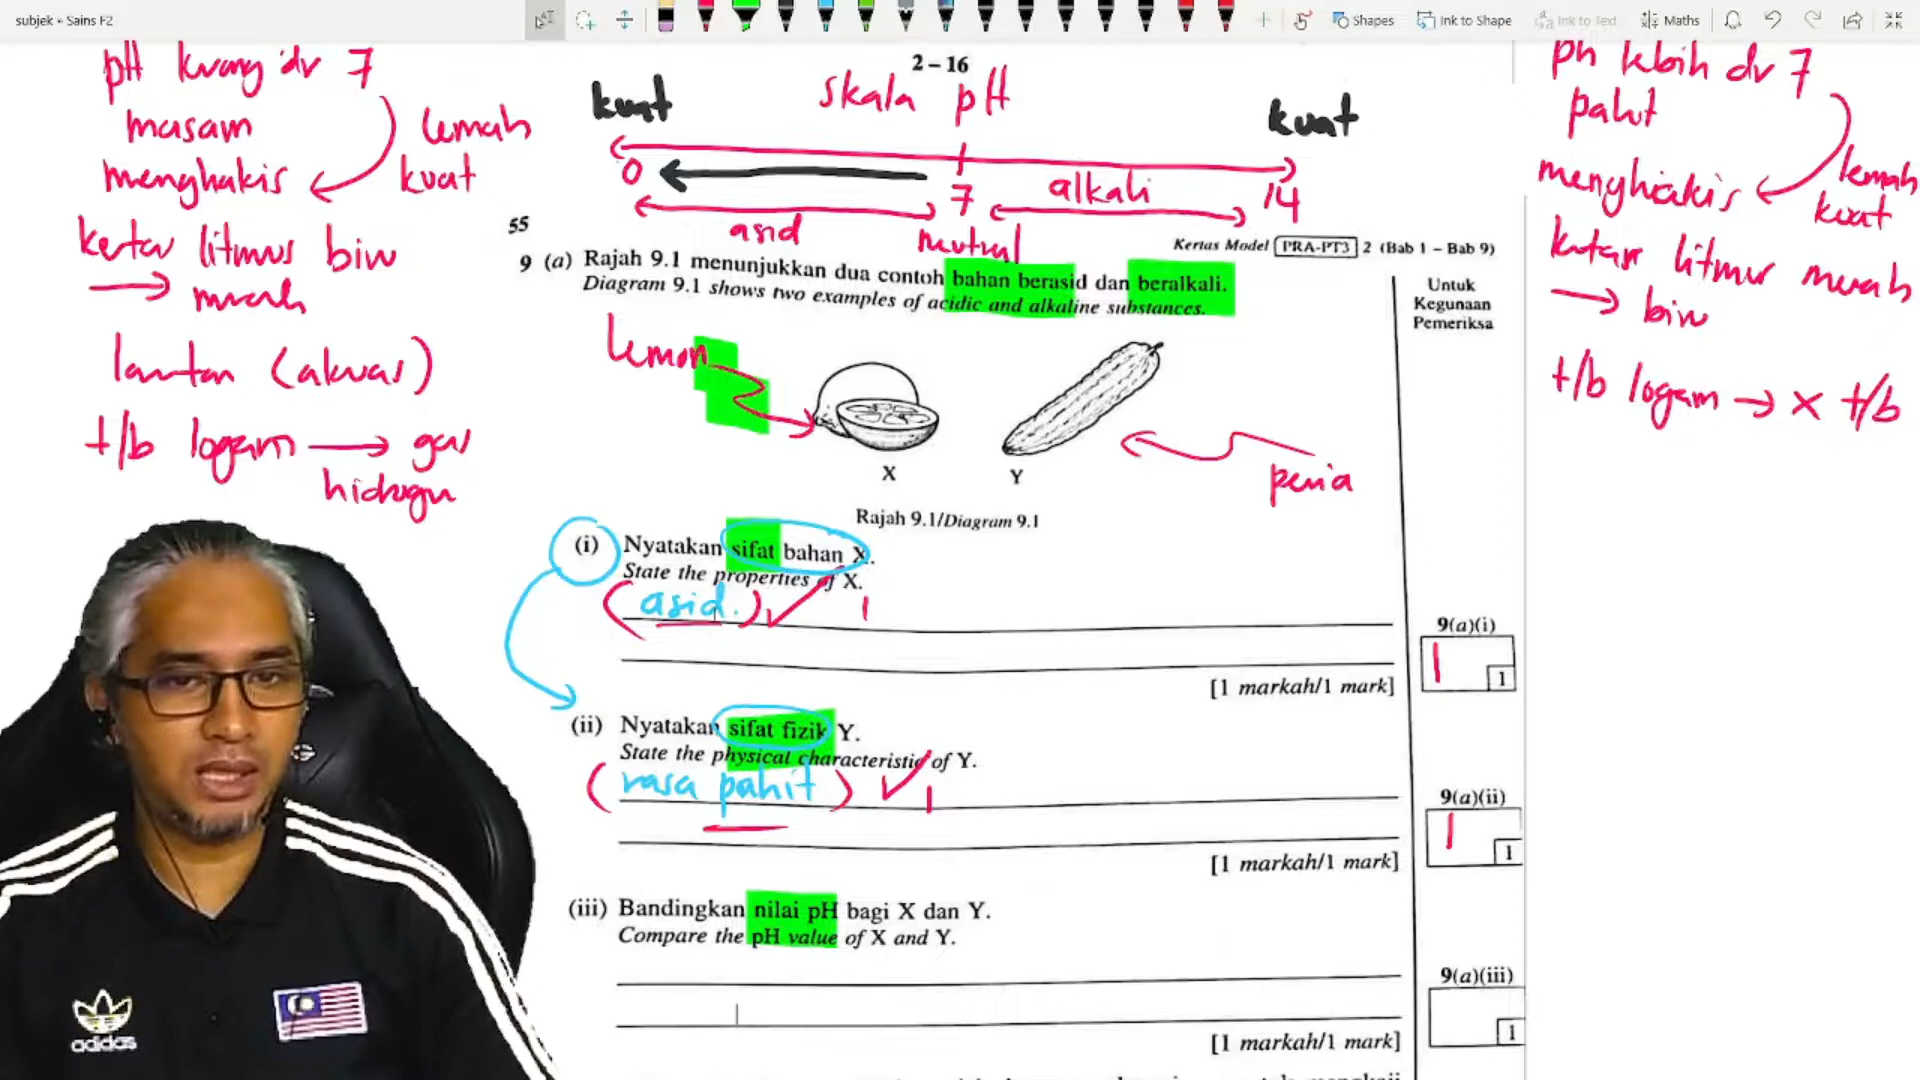 subjek - Sains F2
Shapes
Ink to Shape
Ink to Text
Maths
pH kurang dr 7
masam
menghakis
lemah
kuat
kertas litmus biru
→ merah
larutan (akuas)
t/b logam → gas
hidrogen
2 – 16
skala pH
kuat
kuat
0
7
14
asid
neutral
alkali
pH lebih dr 7
pahit
menghakis
lemah
kuat
kertas litmus merah
→ biru
t/b logam → X t/b
55
Kertas Model PRA-PT3 2 (Bab 1 – Bab 9)
9 (a) Rajah 9.1 menunjukkan dua contoh bahan berasid dan beralkali.
Diagram 9.1 shows two examples of acidic and alkaline substances.
Untuk
Kegunaan
Pemeriksa
lemon
peria
X
Y
Rajah 9.1/Diagram 9.1
(i) Nyatakan sifat bahan X.
State the properties of X.
(asid.) ✓ 1
9(a)(i)
1
1
[1 markah/1 mark]
(ii) Nyatakan sifat fizik Y.
State the physical characteristic of Y.
(rasa pahit) ✓ 1
9(a)(ii)
1
1
[1 markah/1 mark]
(iii) Bandingkan nilai pH bagi X dan Y.
Compare the pH value of X and Y.
9(a)(iii)
1
[1 markah/1 mark]
adidas